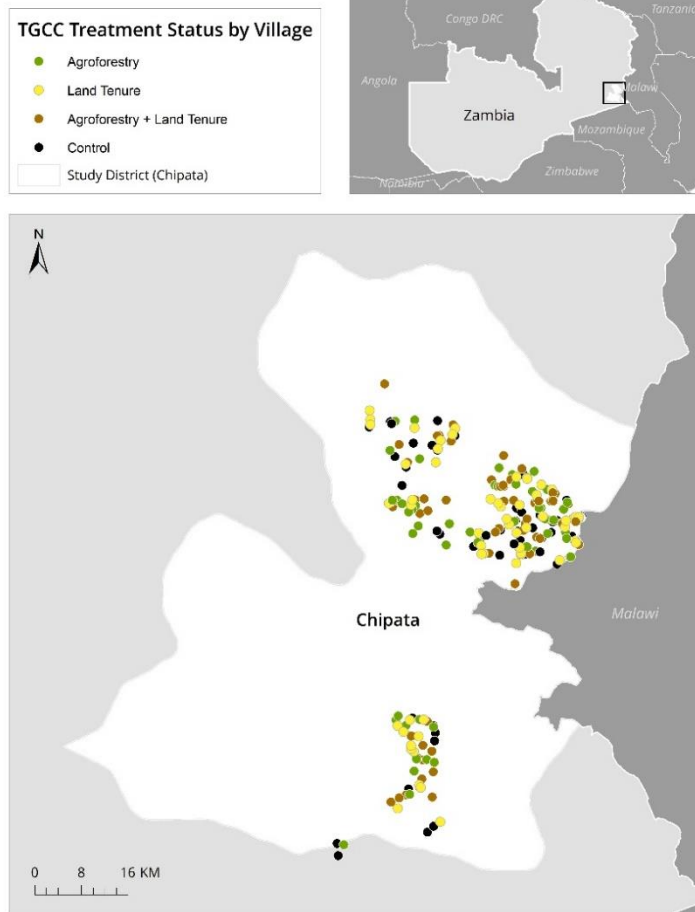 TGCC Treatment Status by Village
Agroforestry
Land Tenure
Agroforestry + Land Tenure
Control
Study District (Chipata)
Congo DRC
Tanzania
Angola
Malawi
Zambia
Mozambique
Zimbabwe
Namibia
N
Chipata
Malawi
0 8 16 KM